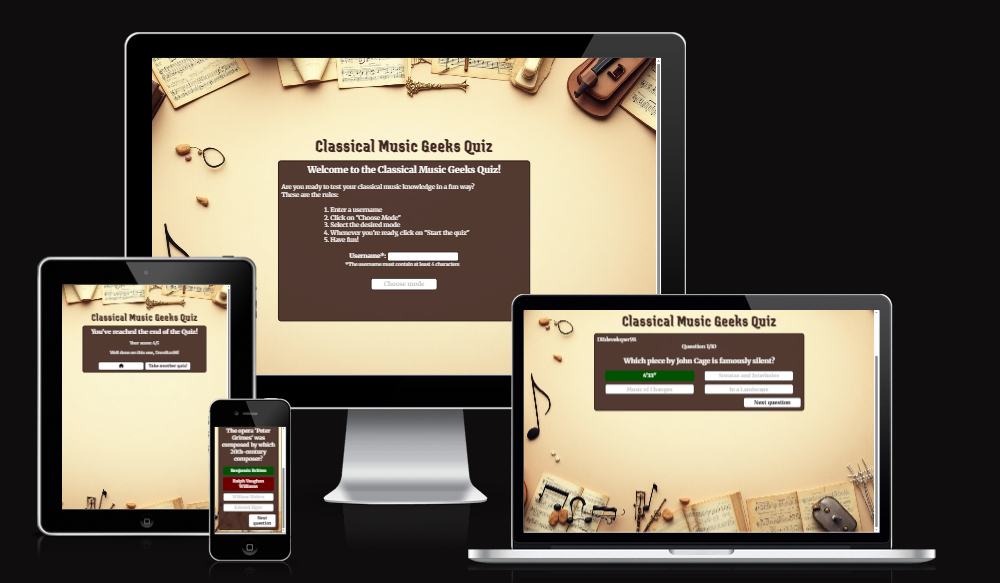 Classical Music Geeks Quiz
Welcome to the Classical Music Geeks Quiz!
Are you ready to test your classical music knowledge in a fun way?
These are the rules:
1. Enter a username
2. Click on "Choose Mode"
3. Select the desired mode
4. Whenever you're ready, click on "Start the quiz"
5. Have fun!
Username*:
*The username must contain at least characters
Choose mode
Classical Music Geeks Quiz
You've reached the end of the Quiz!
Your score: 4/5
Well done on this one,
Take another quiz!
The opera 'Peter
Grimes' was
composed by which
20th-century
composer?
Benjamin Britten
Ralph Vaughan
Williams
William Walton
Edward Elgar
Next
question
Classical Music Geeks Quiz
Question 1/10
Which piece by John Cage is famously silent?
4'33"
Sonatas and Interludes
Music of Changes
In a Landscape
Next question